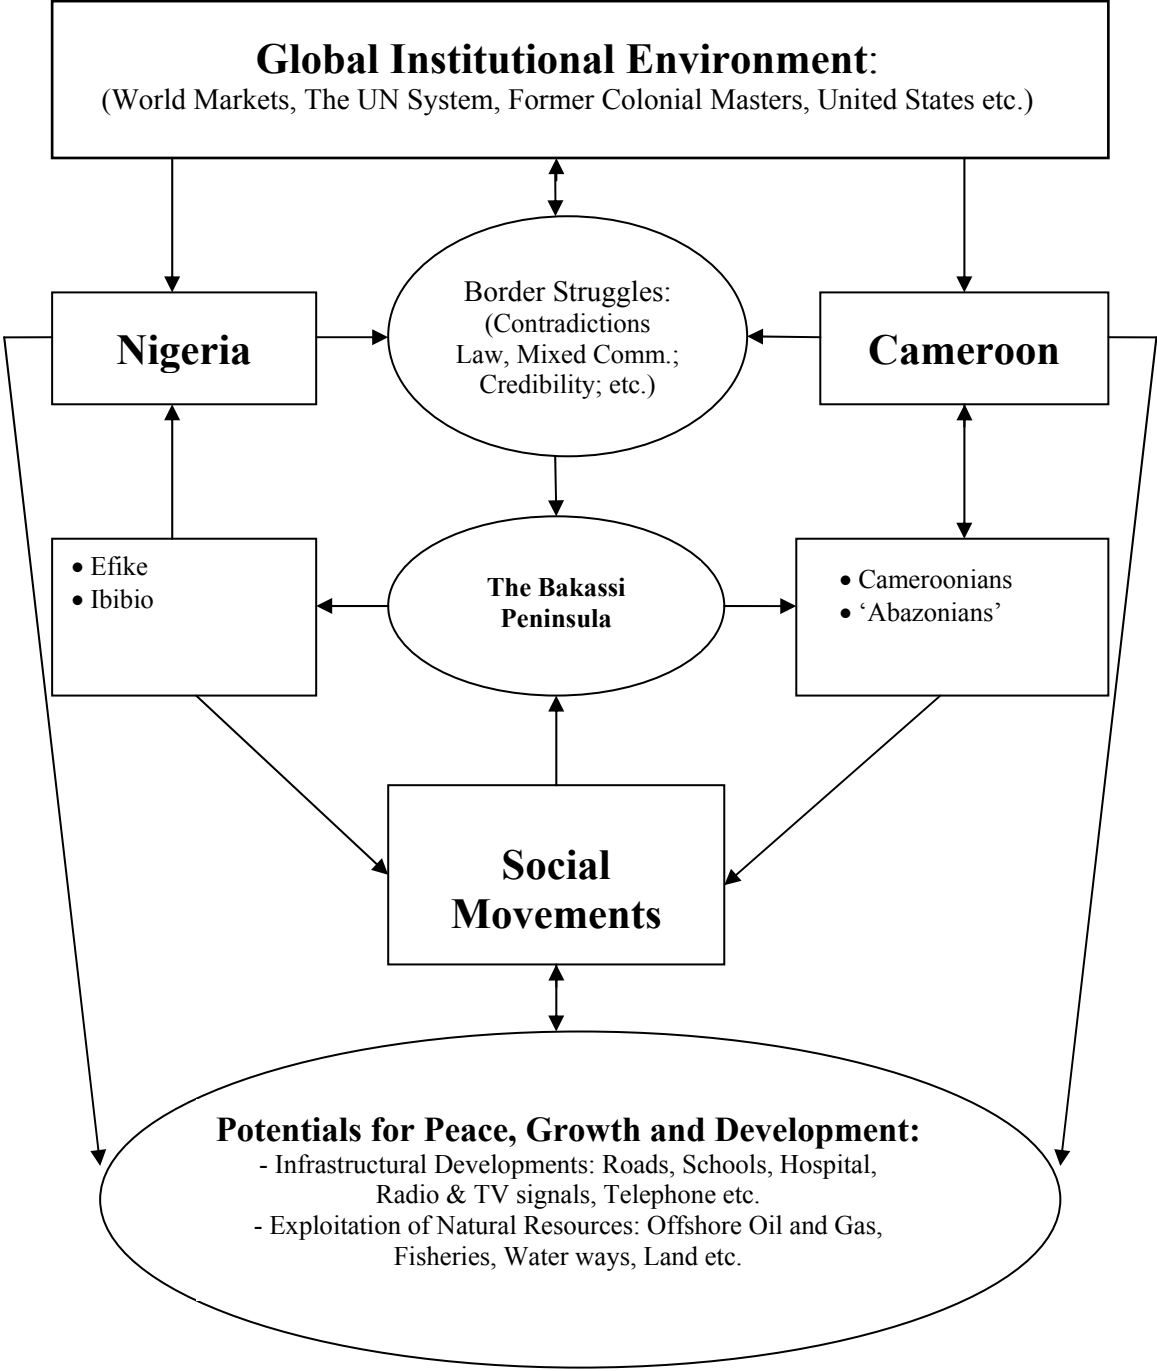 Global Institutional Environment:
(World Markets, The UN System, Former Colonial Masters, United States etc.)
Nigeria
Border Struggles:
(Contradictions
Law, Mixed Comm.;
Credibility; etc.)
Cameroon
• Efike
• Ibibio
The Bakassi
Peninsula
• Cameroonians
• ‘Abazonians’
Social
Movements
Potentials for Peace, Growth and Development:
- Infrastructural Developments: Roads, Schools, Hospital,
Radio & TV signals, Telephone etc.
- Exploitation of Natural Resources: Offshore Oil and Gas,
Fisheries, Water ways, Land etc.